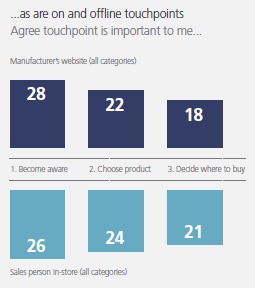 ...as are on and offline touchpoints
Agree touchpoint is important to me...
Manufacturer's website (all categories)
28
22
18
1. Become aware
2. Choose product
3. Decide where to buy
26
24
21
Sales person in-store (all categories)